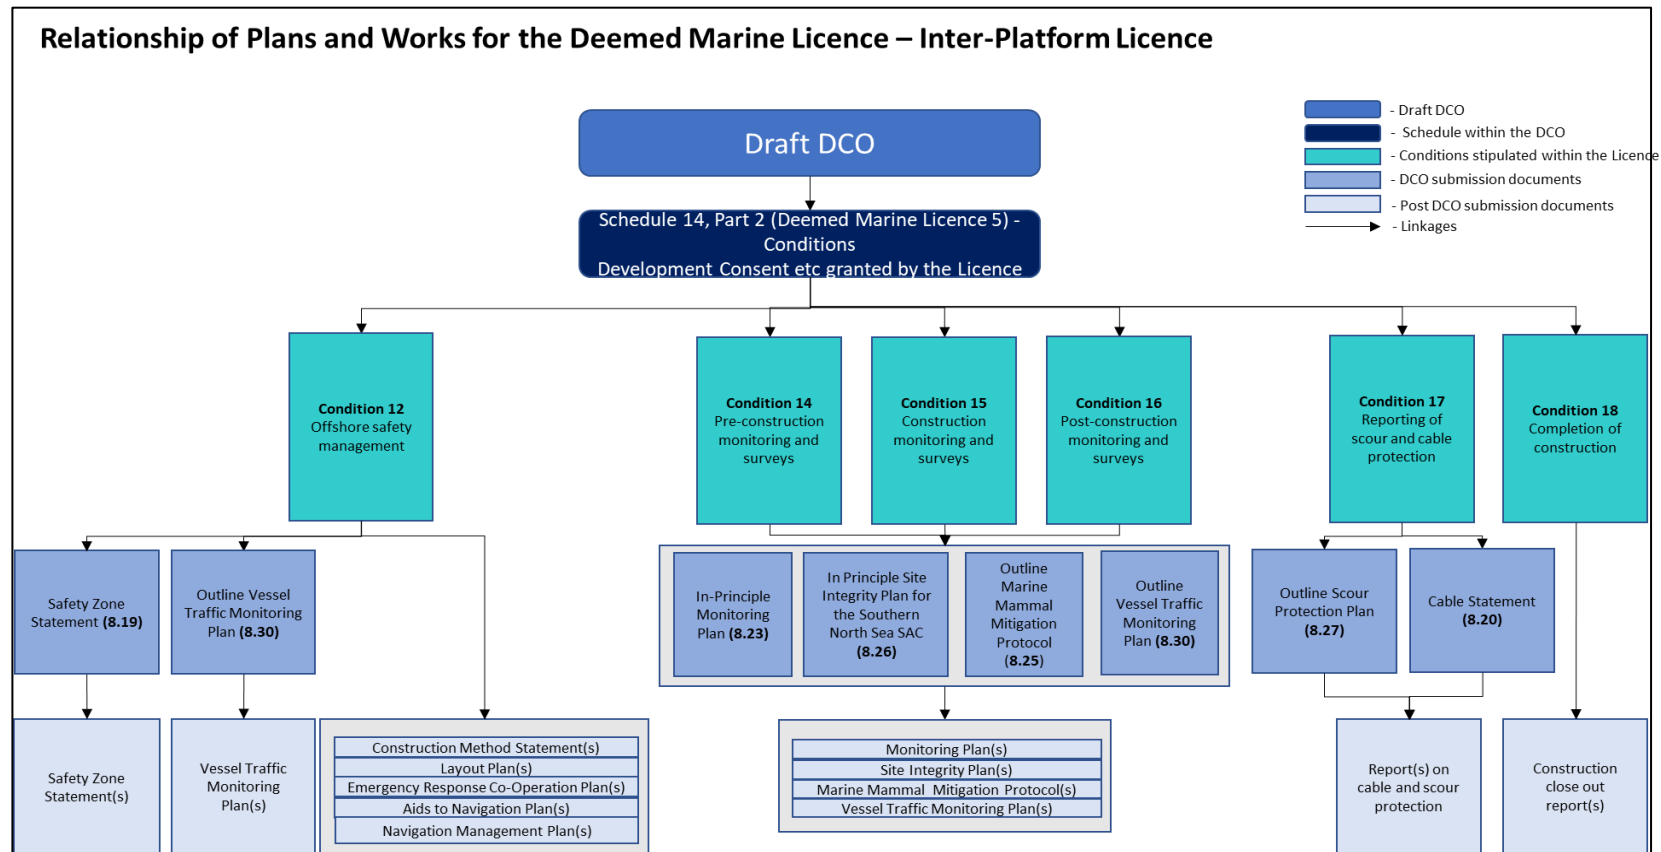 Relationship of Plans and Works for the Deemed Marine Licence – Inter-Platform Licence
- Draft DCO
- Schedule within the DCO
- Conditions stipulated within the Licence
- DCO submission documents
- Post DCO submission documents
- Linkages
Draft DCO
Schedule 14, Part 2 (Deemed Marine Licence 5) -
Conditions
Development Consent etc granted by the Licence
Condition 12
Offshore safety
management
Condition 14
Pre-construction
monitoring and
surveys
Condition 15
Construction
monitoring and
surveys
Condition 16
Post-construction
monitoring and
surveys
Condition 17
Reporting of
scour and cable
protection
Condition 18
Completion of
construction
Safety Zone
Statement (8.19)
Outline Vessel
Traffic Monitoring
Plan (8.30)
In-Principle
Monitoring
Plan (8.23)
In Principle Site
Integrity Plan for
the Southern
North Sea SAC
(8.26)
Outline
Marine
Mammal
Mitigation
Protocol
(8.25)
Outline
Vessel Traffic
Monitoring
Plan (8.30)
Outline Scour
Protection Plan
(8.27)
Cable Statement
(8.20)
Safety Zone
Statement(s)
Vessel Traffic
Monitoring
Plan(s)
Construction Method Statement(s)
Layout Plan(s)
Emergency Response Co-Operation Plan(s)
Aids to Navigation Plan(s)
Navigation Management Plan(s)
Monitoring Plan(s)
Site Integrity Plan(s)
Marine Mammal Mitigation Protocol(s)
Vessel Traffic Monitoring Plan(s)
Report(s) on
cable and scour
protection
Construction
close out
report(s)